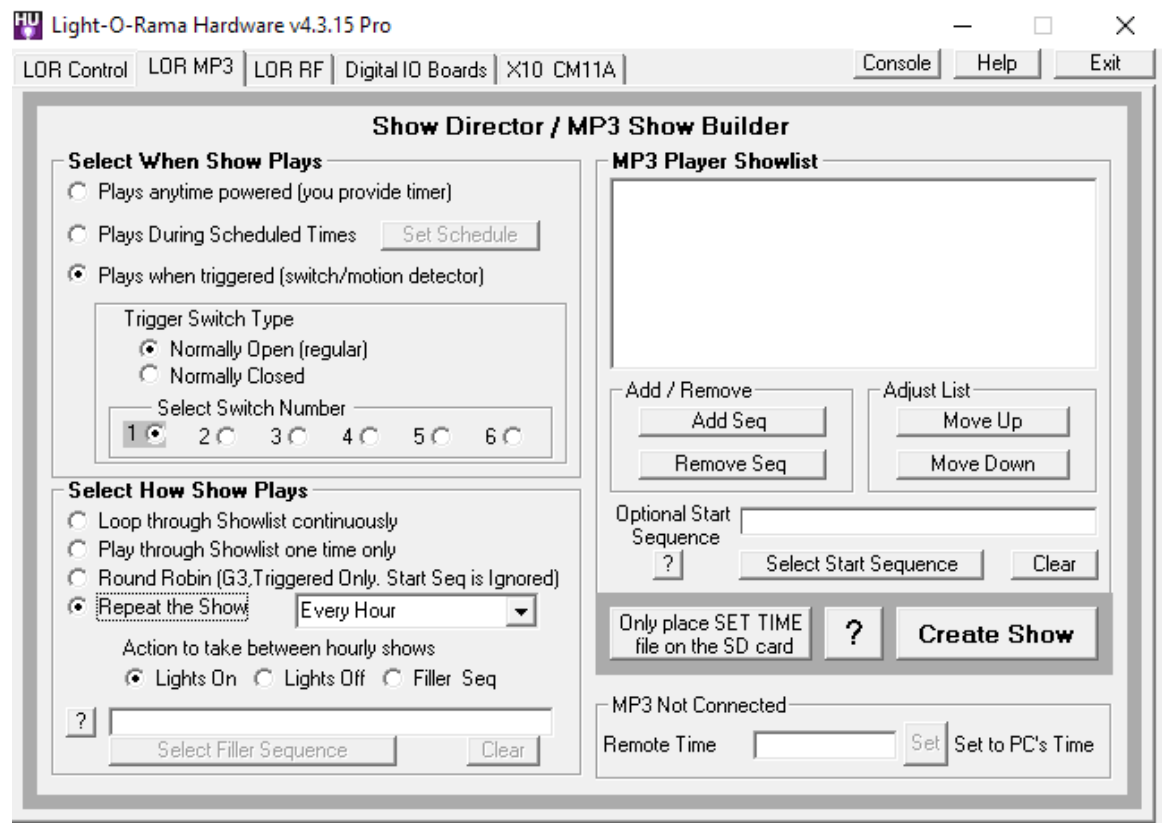 HU Light-O-Rama Hardware v4.3.15 Pro
LOR Control LOR MP3 LOR RF Digital IO Boards X10 CM11A Console Help Exit
Show Director / MP3 Show Builder
Select When Show Plays
Plays anytime powered (you provide timer)
Plays During Scheduled Times Set Schedule
Plays when triggered (switch/motion detector)
Trigger Switch Type
Normally Open (regular)
Normally Closed
Select Switch Number
1 2 3 4 5 6
Select How Show Plays
Loop through Showlist continuously
Play through Showlist one time only
Round Robin (G3,Triggered Only. Start Seq is Ignored)
Repeat the Show Every Hour
Action to take between hourly shows
Lights On Lights Off Filler Seq
?
Select Filler Sequence Clear
MP3 Player Showlist
Add / Remove
Add Seq
Remove Seq
Adjust List
Move Up
Move Down
Optional Start
Sequence
? Select Start Sequence Clear
Only place SET TIME
file on the SD card
?
Create Show
MP3 Not Connected
Remote Time Set Set to PC's Time